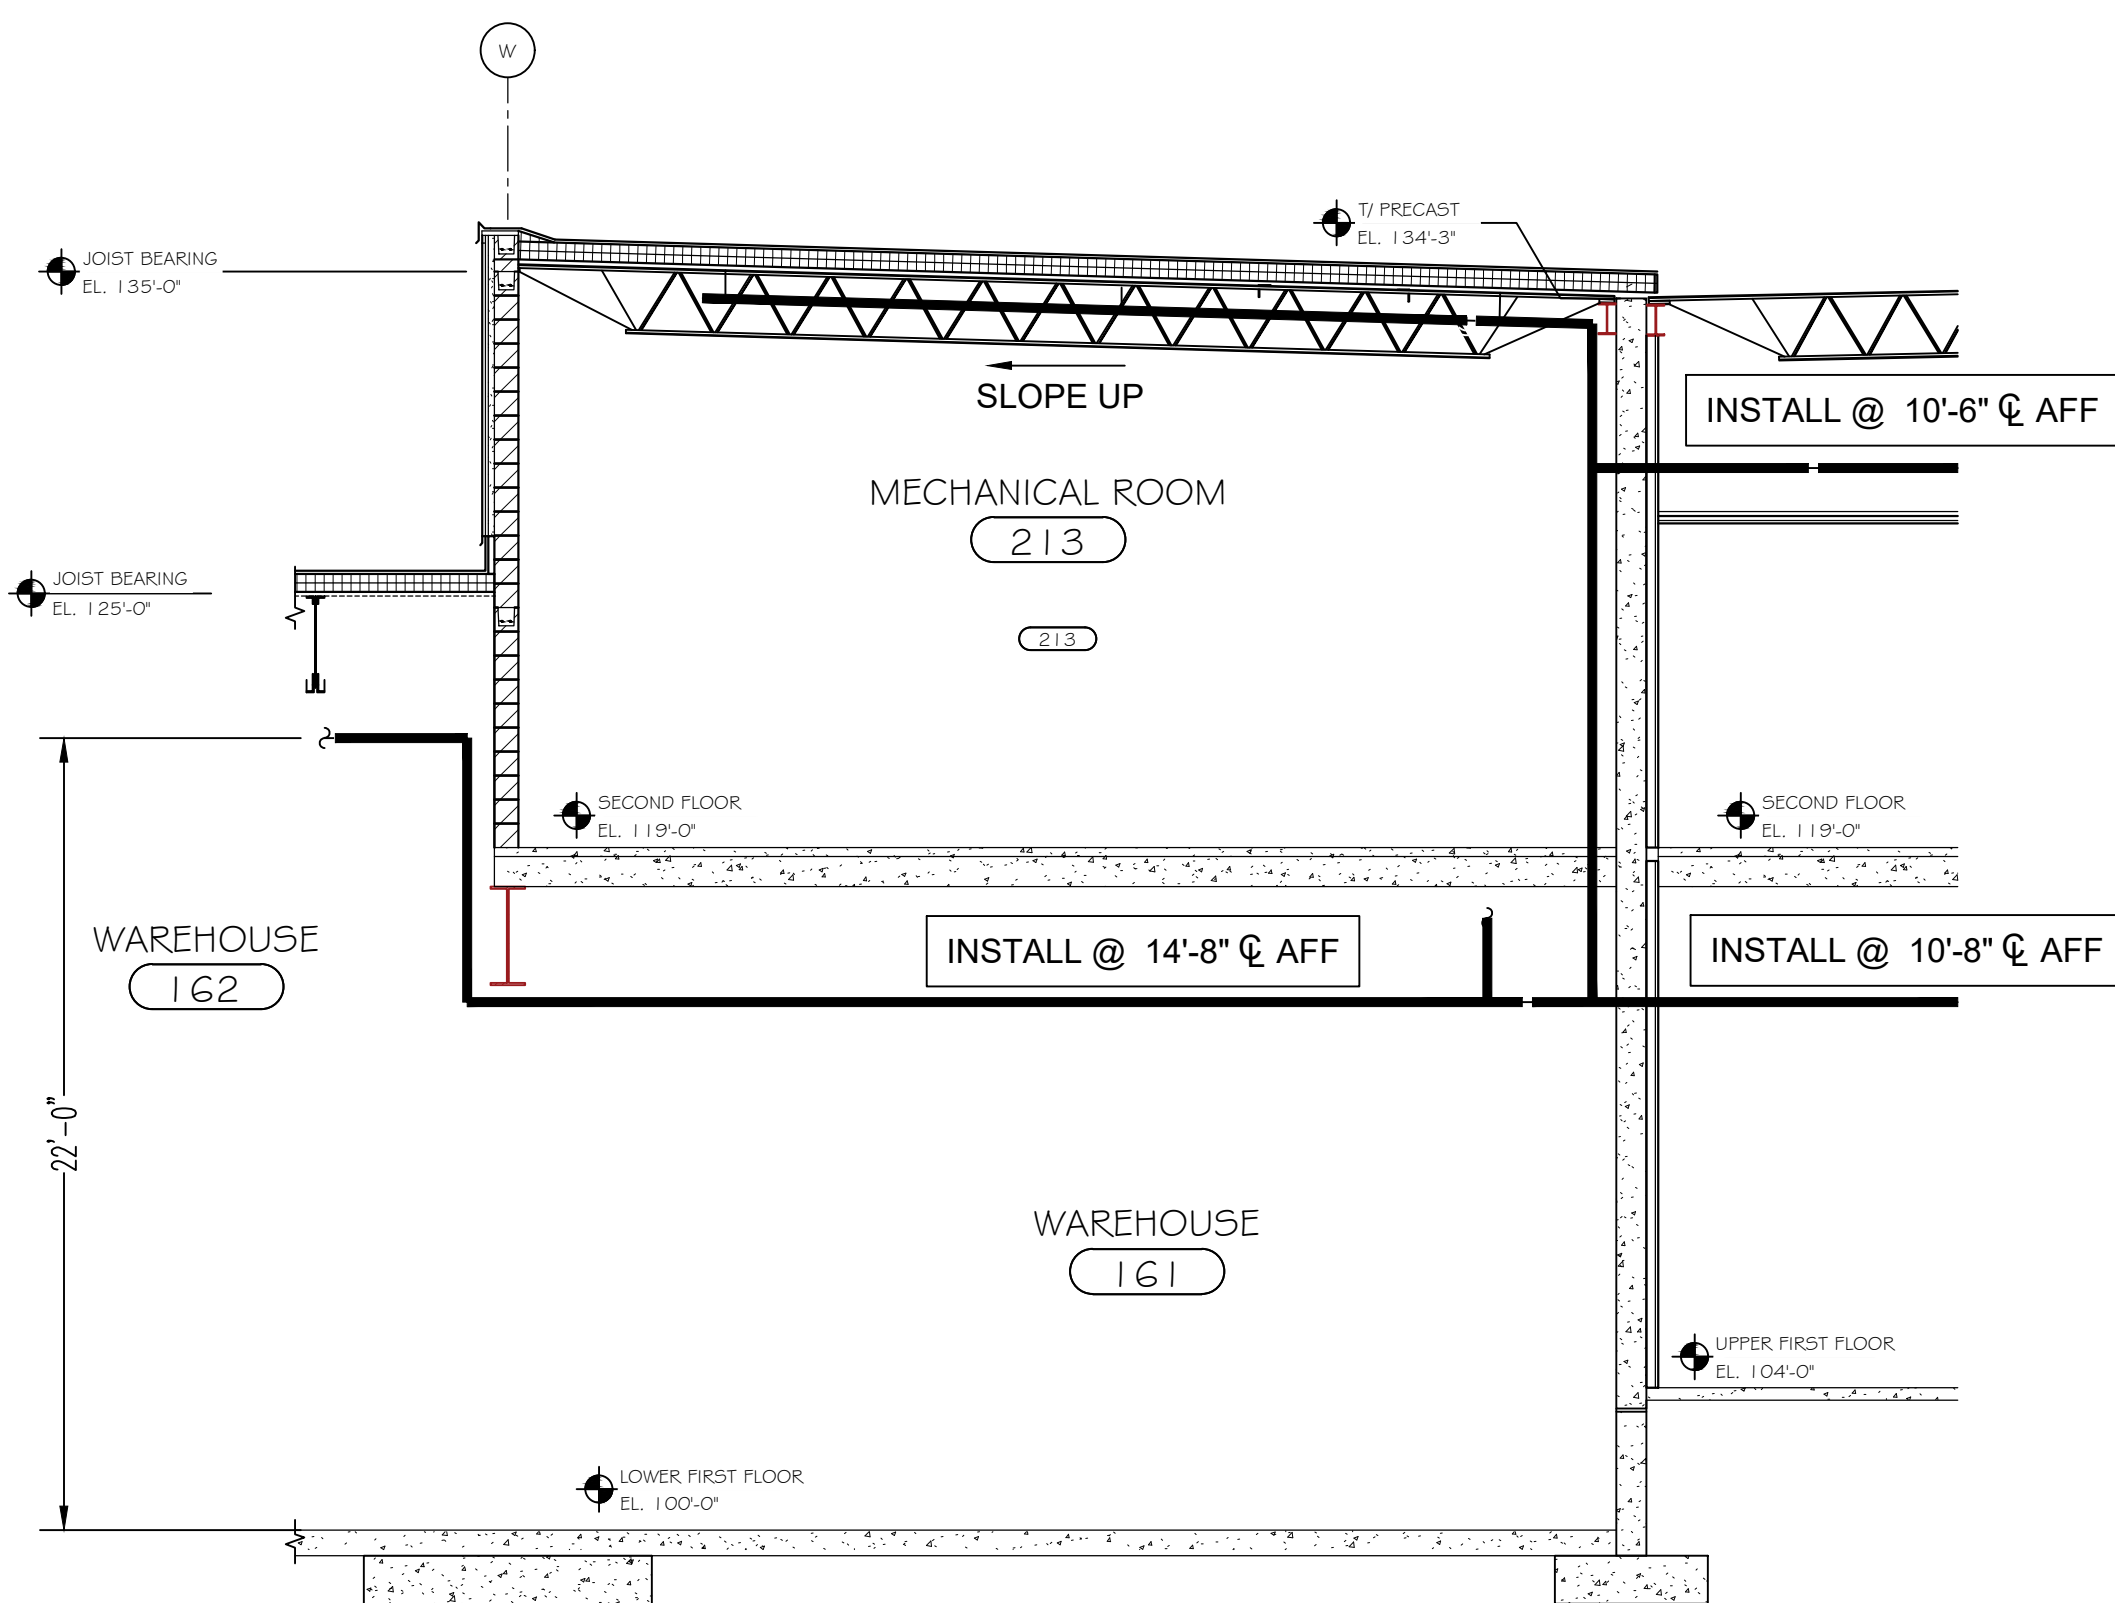 W
T/ PRECAST
EL. 134'-3"
JOIST BEARING
EL. 135'-0"
SLOPE UP
INSTALL @ 10'-6" ℄ AFF
MECHANICAL ROOM
213
JOIST BEARING
EL. 125'-0"
213
SECOND FLOOR
EL. 119'-0"
SECOND FLOOR
EL. 119'-0"
WAREHOUSE
162
INSTALL @ 14'-8" ℄ AFF
INSTALL @ 10'-8" ℄ AFF
22'-0"
WAREHOUSE
161
UPPER FIRST FLOOR
EL. 104'-0"
LOWER FIRST FLOOR
EL. 100'-0"